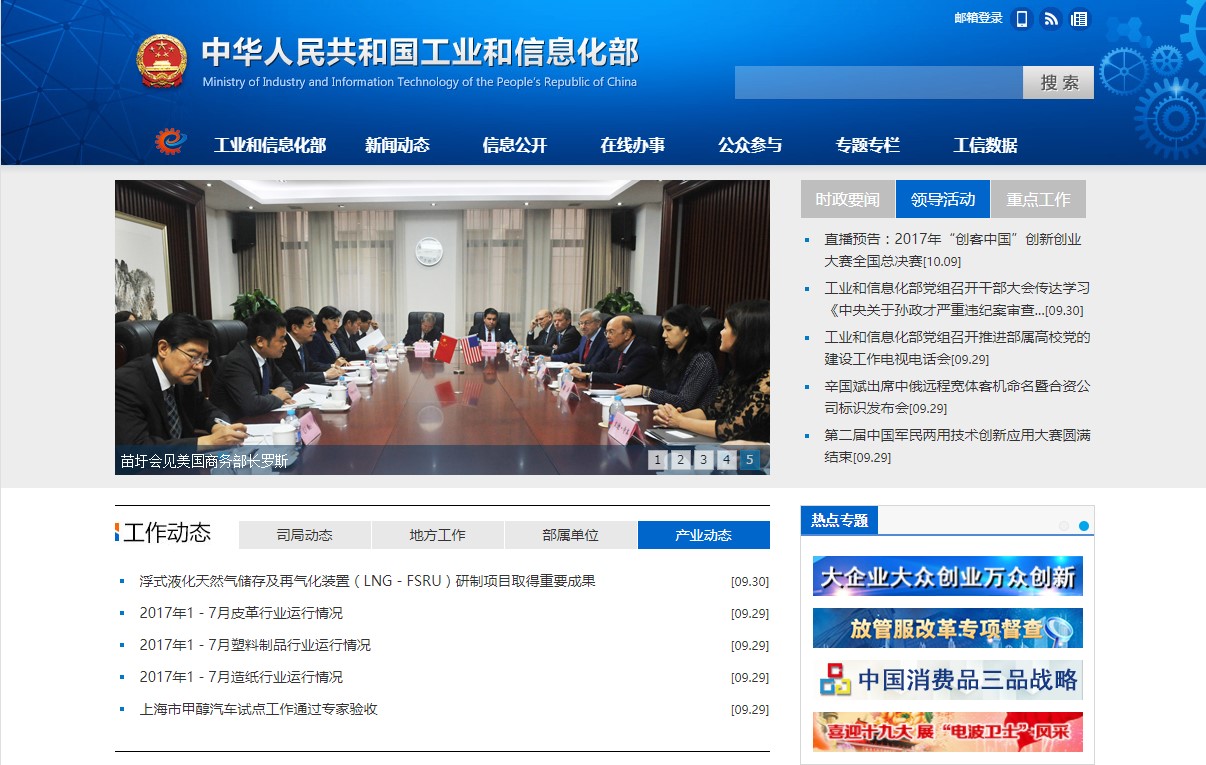 邮箱登录
中华人民共和国工业和信息化部
Ministry of Industry and Information Technology of the People's Republic of China
搜 索
工业和信息化部 新闻动态 信息公开 在线办事 公众参与 专题专栏 工信数据
苗圩会见美国商务部长罗斯
1 2 3 4 5
时政要闻 领导活动 重点工作
直播预告：2017年“创客中国”创新创业
大赛全国总决赛[10.09]
工业和信息化部党组召开干部大会传达学习
《中央关于孙政才严重违纪案审查...[09.30]
工业和信息化部党组召开推进部属高校党的
建设工作电视电话会[09.29]
辛国斌出席中俄远程宽体客机命名暨合资公
司标识发布会[09.29]
第二届中国军民两用技术创新应用大赛圆满
结束[09.29]
工作动态 司局动态 地方工作 部属单位 产业动态
浮式液化天然气储存及再气化装置（LNG－FSRU）研制项目取得重要成果 [09.30]
2017年1－7月皮革行业运行情况 [09.29]
2017年1－7月塑料制品行业运行情况 [09.29]
2017年1－7月造纸行业运行情况 [09.29]
上海市甲醇汽车试点工作通过专家验收 [09.29]
热点专题
大企业大众创业万众创新
放管服改革专项督查
中国消费品三品战略
喜迎十九大 展“电波卫士”风采